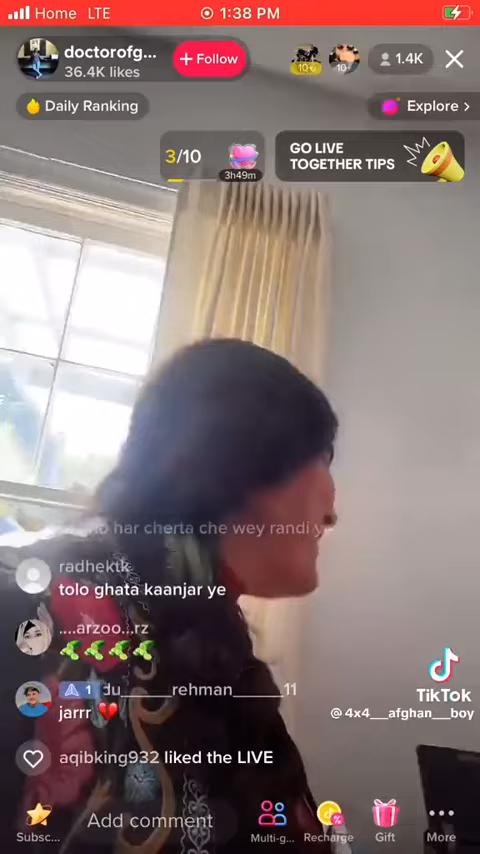 Home LTE
1:38 PM
doctorofg...
36.4K likes
+ Follow
10+
10+
1.4K
Daily Ranking
Explore >
3/10
3h49m
GO LIVE
TOGETHER TIPS
har cherta che wey randi
radhektk
tolo ghata kaanjar ye
....arzoo...rz
1 du______rehman______11
jarrr
aqibking932 liked the LIVE
TikTok
@4x4___afghan___boy
Subsc...
Add comment
Multi-g...
Recharge
Gift
More